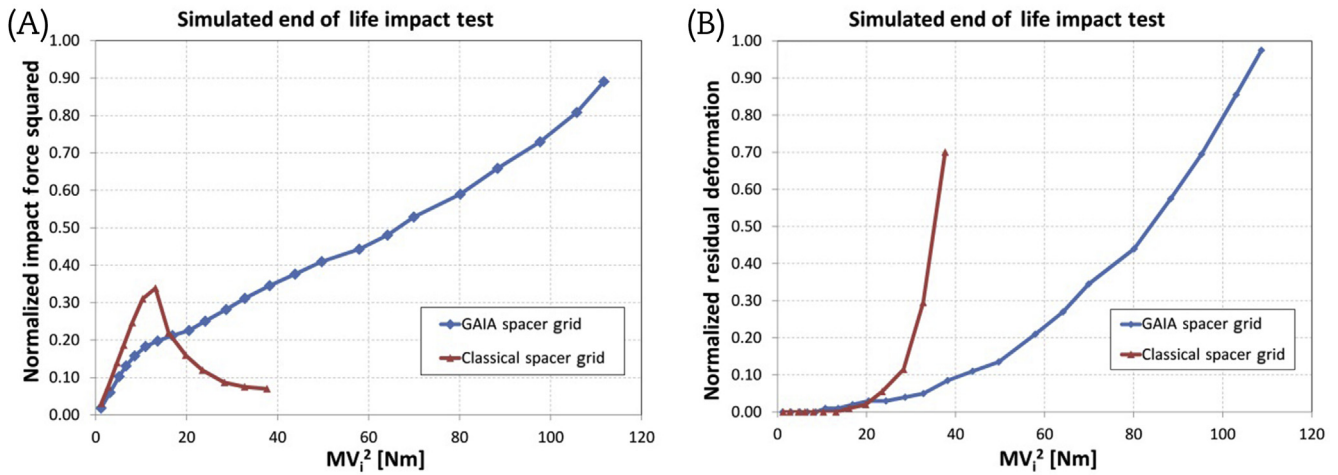 (A)
Simulated end of life impact test
Normalized impact force squared
1.00
0.90
0.80
0.70
0.60
0.50
0.40
0.30
0.20
0.10
0.00
0 20 40 60 80 100 120
MVi² [Nm]
GAIA spacer grid
Classical spacer grid
(B)
Simulated end of life impact test
Normalized residual deformation
1.00
0.90
0.80
0.70
0.60
0.50
0.40
0.30
0.20
0.10
0.00
0 20 40 60 80 100 120
MVi² [Nm]
GAIA spacer grid
Classical spacer grid